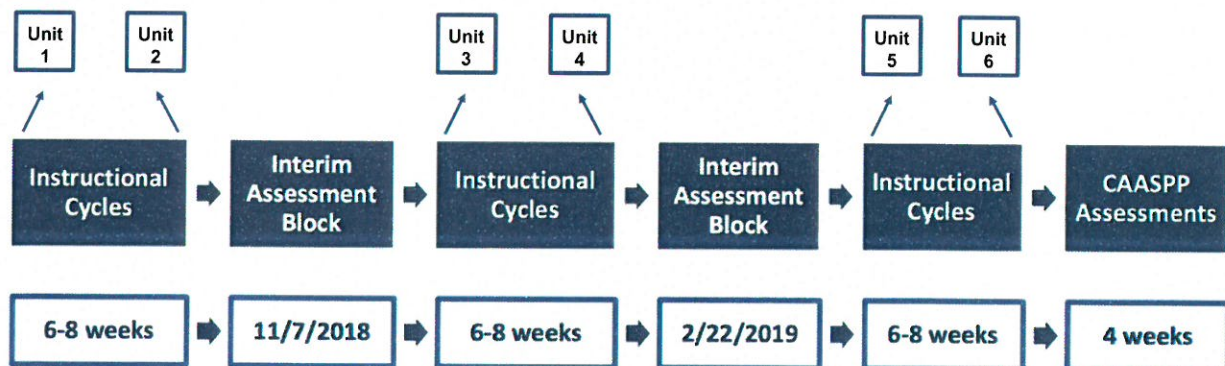 Unit
1
Unit
2
Unit
3
Unit
4
Unit
5
Unit
6
Instructional
Cycles
Interim
Assessment
Block
Instructional
Cycles
Interim
Assessment
Block
Instructional
Cycles
CAASPP
Assessments
6-8 weeks
11/7/2018
6-8 weeks
2/22/2019
6-8 weeks
4 weeks